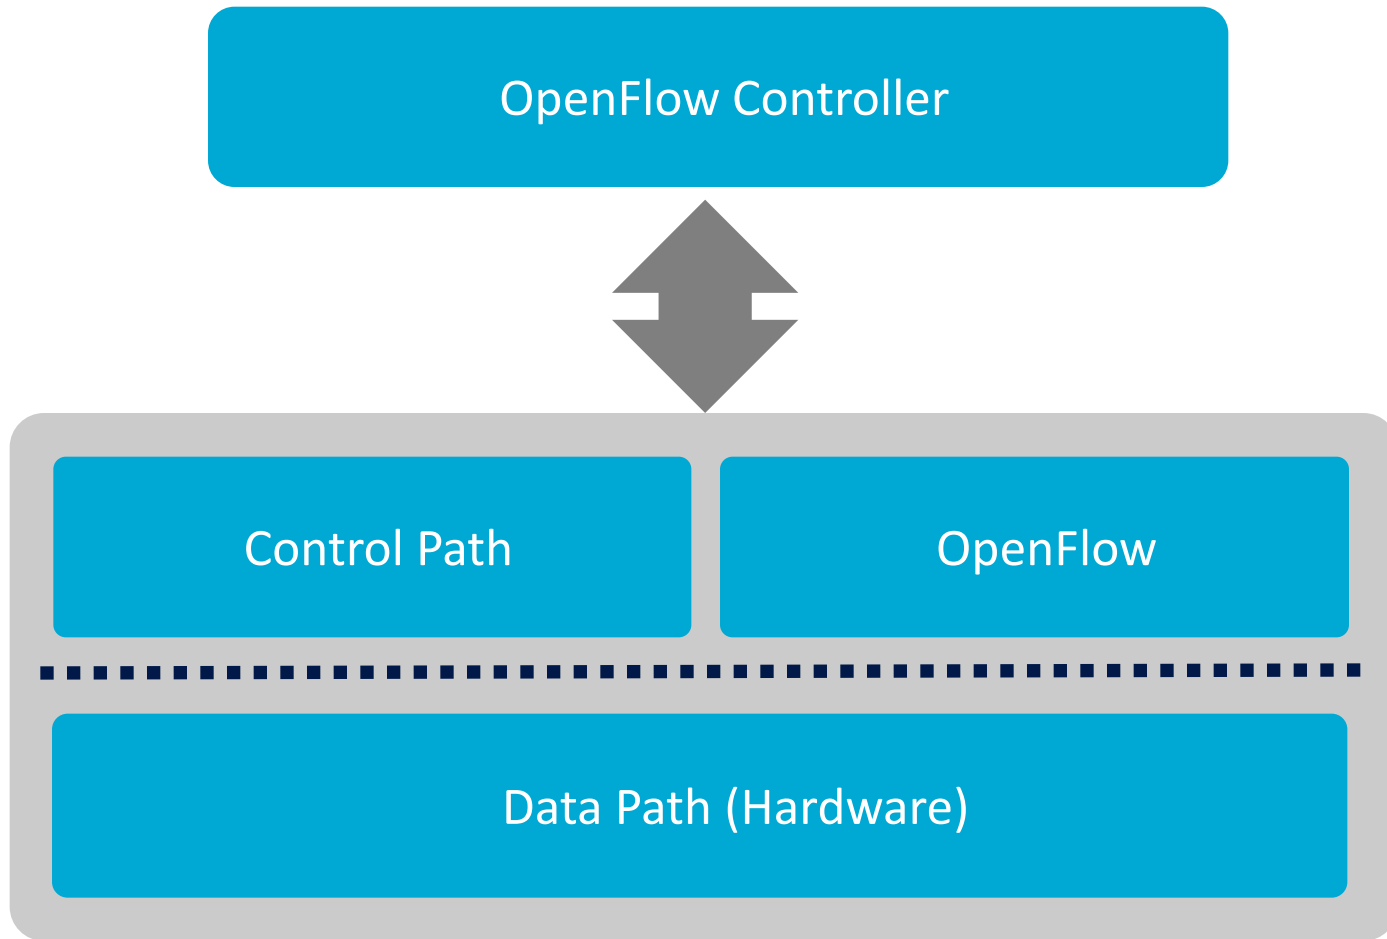 OpenFlow Controller
Control Path
OpenFlow
Data Path (Hardware)